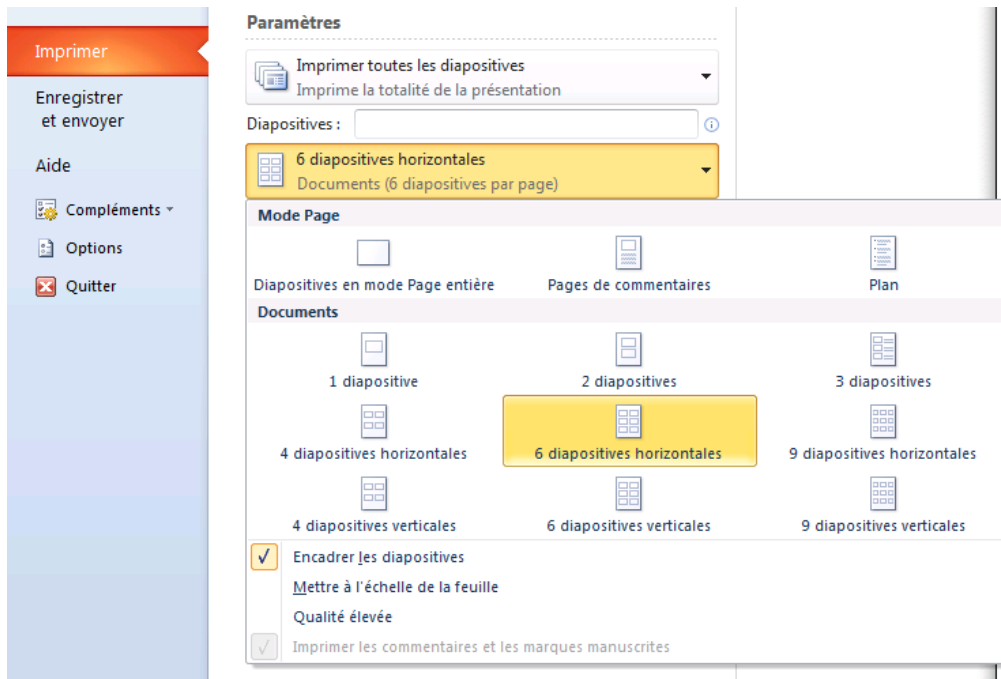 Imprimer
Enregistrer
et envoyer
Aide
Compléments
Options
Quitter
Paramètres
Imprimer toutes les diapositives
Imprime la totalité de la présentation
Diapositives :
6 diapositives horizontales
Documents (6 diapositives par page)
Mode Page
Diapositives en mode Page entière
Pages de commentaires
Plan
Documents
1 diapositive
2 diapositives
3 diapositives
4 diapositives horizontales
6 diapositives horizontales
9 diapositives horizontales
4 diapositives verticales
6 diapositives verticales
9 diapositives verticales
Encadrer les diapositives
Mettre à l'échelle de la feuille
Qualité élevée
Imprimer les commentaires et les marques manuscrites